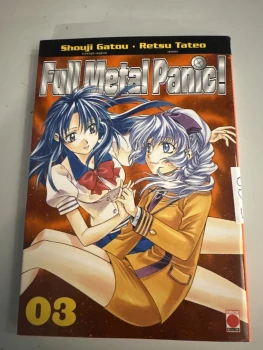 Shouji Gatou · Retsu Tateo
Full Metal Panic!
03